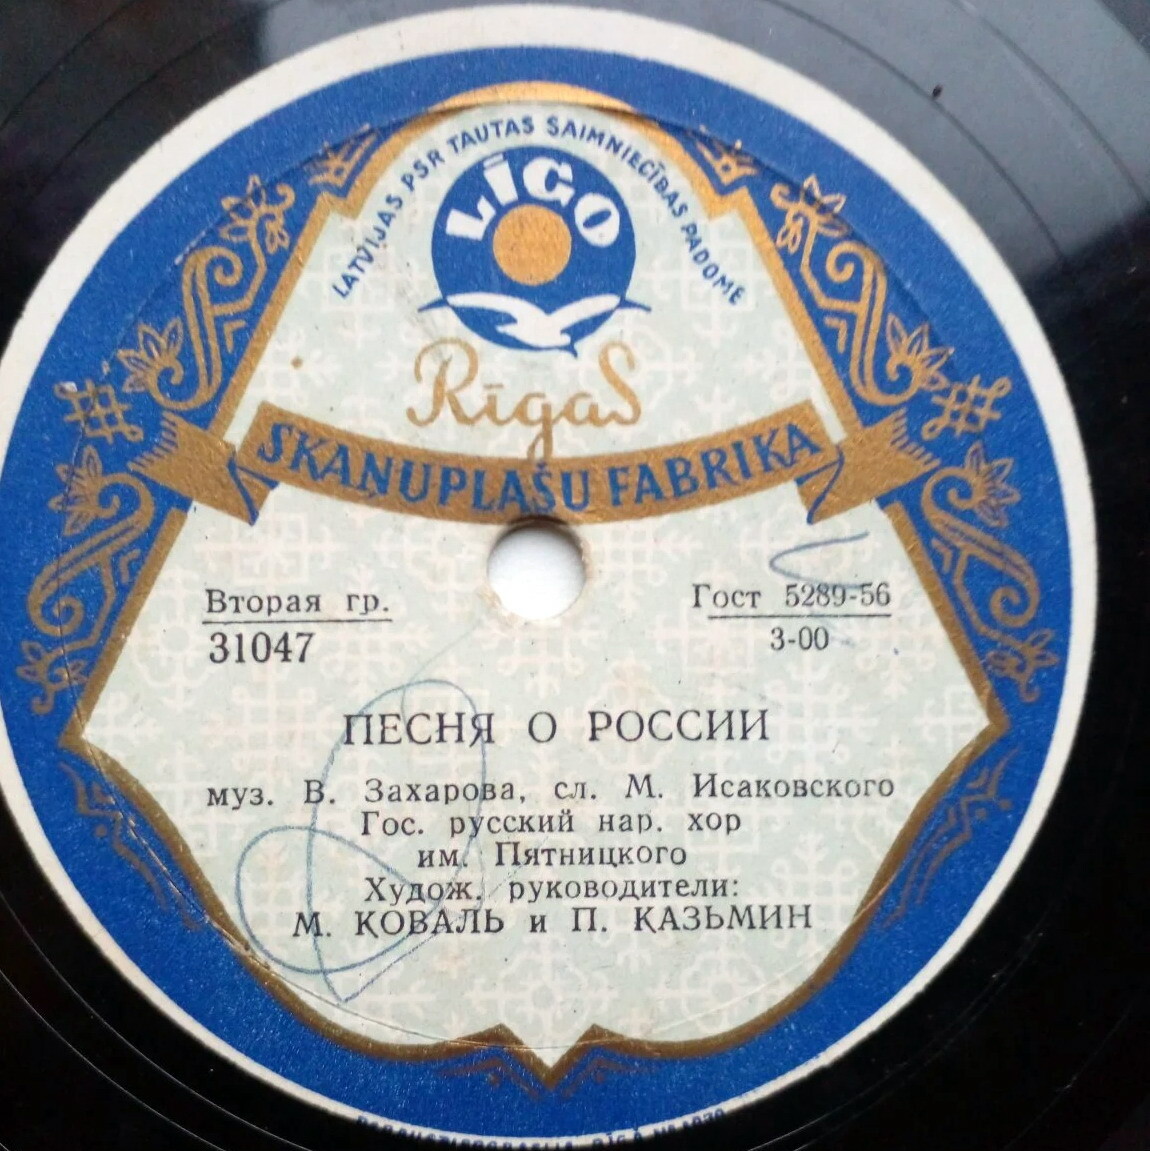 LATVIJAS PSR TAUTAS SAIMNIECĪBAS PADOME
LĪGO
Rīgas
SKAŅUPLAŠU FABRIKA
Вторая гр.
31047
Гост 5289-56
3-00
ПЕСНЯ О РОССИИ
муз. В. Захарова, сл. М. Исаковского
Гос. русский нар. хор
им. Пятницкого
Худож. руководители:
М. КОВАЛЬ и П. КАЗЬМИН